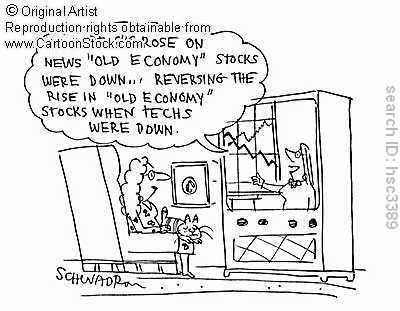 © Original Artist
Reproduction rights obtainable from
www.CartoonStock.com
ROSE ON
NEWS "OLD ECONOMY" STOCKS
WERE DOWN... REVERSING THE
RISE IN "OLD ECONOMY"
STOCKS WHEN TECHS
WERE DOWN.
SCHWADRON
search ID: hsc3389